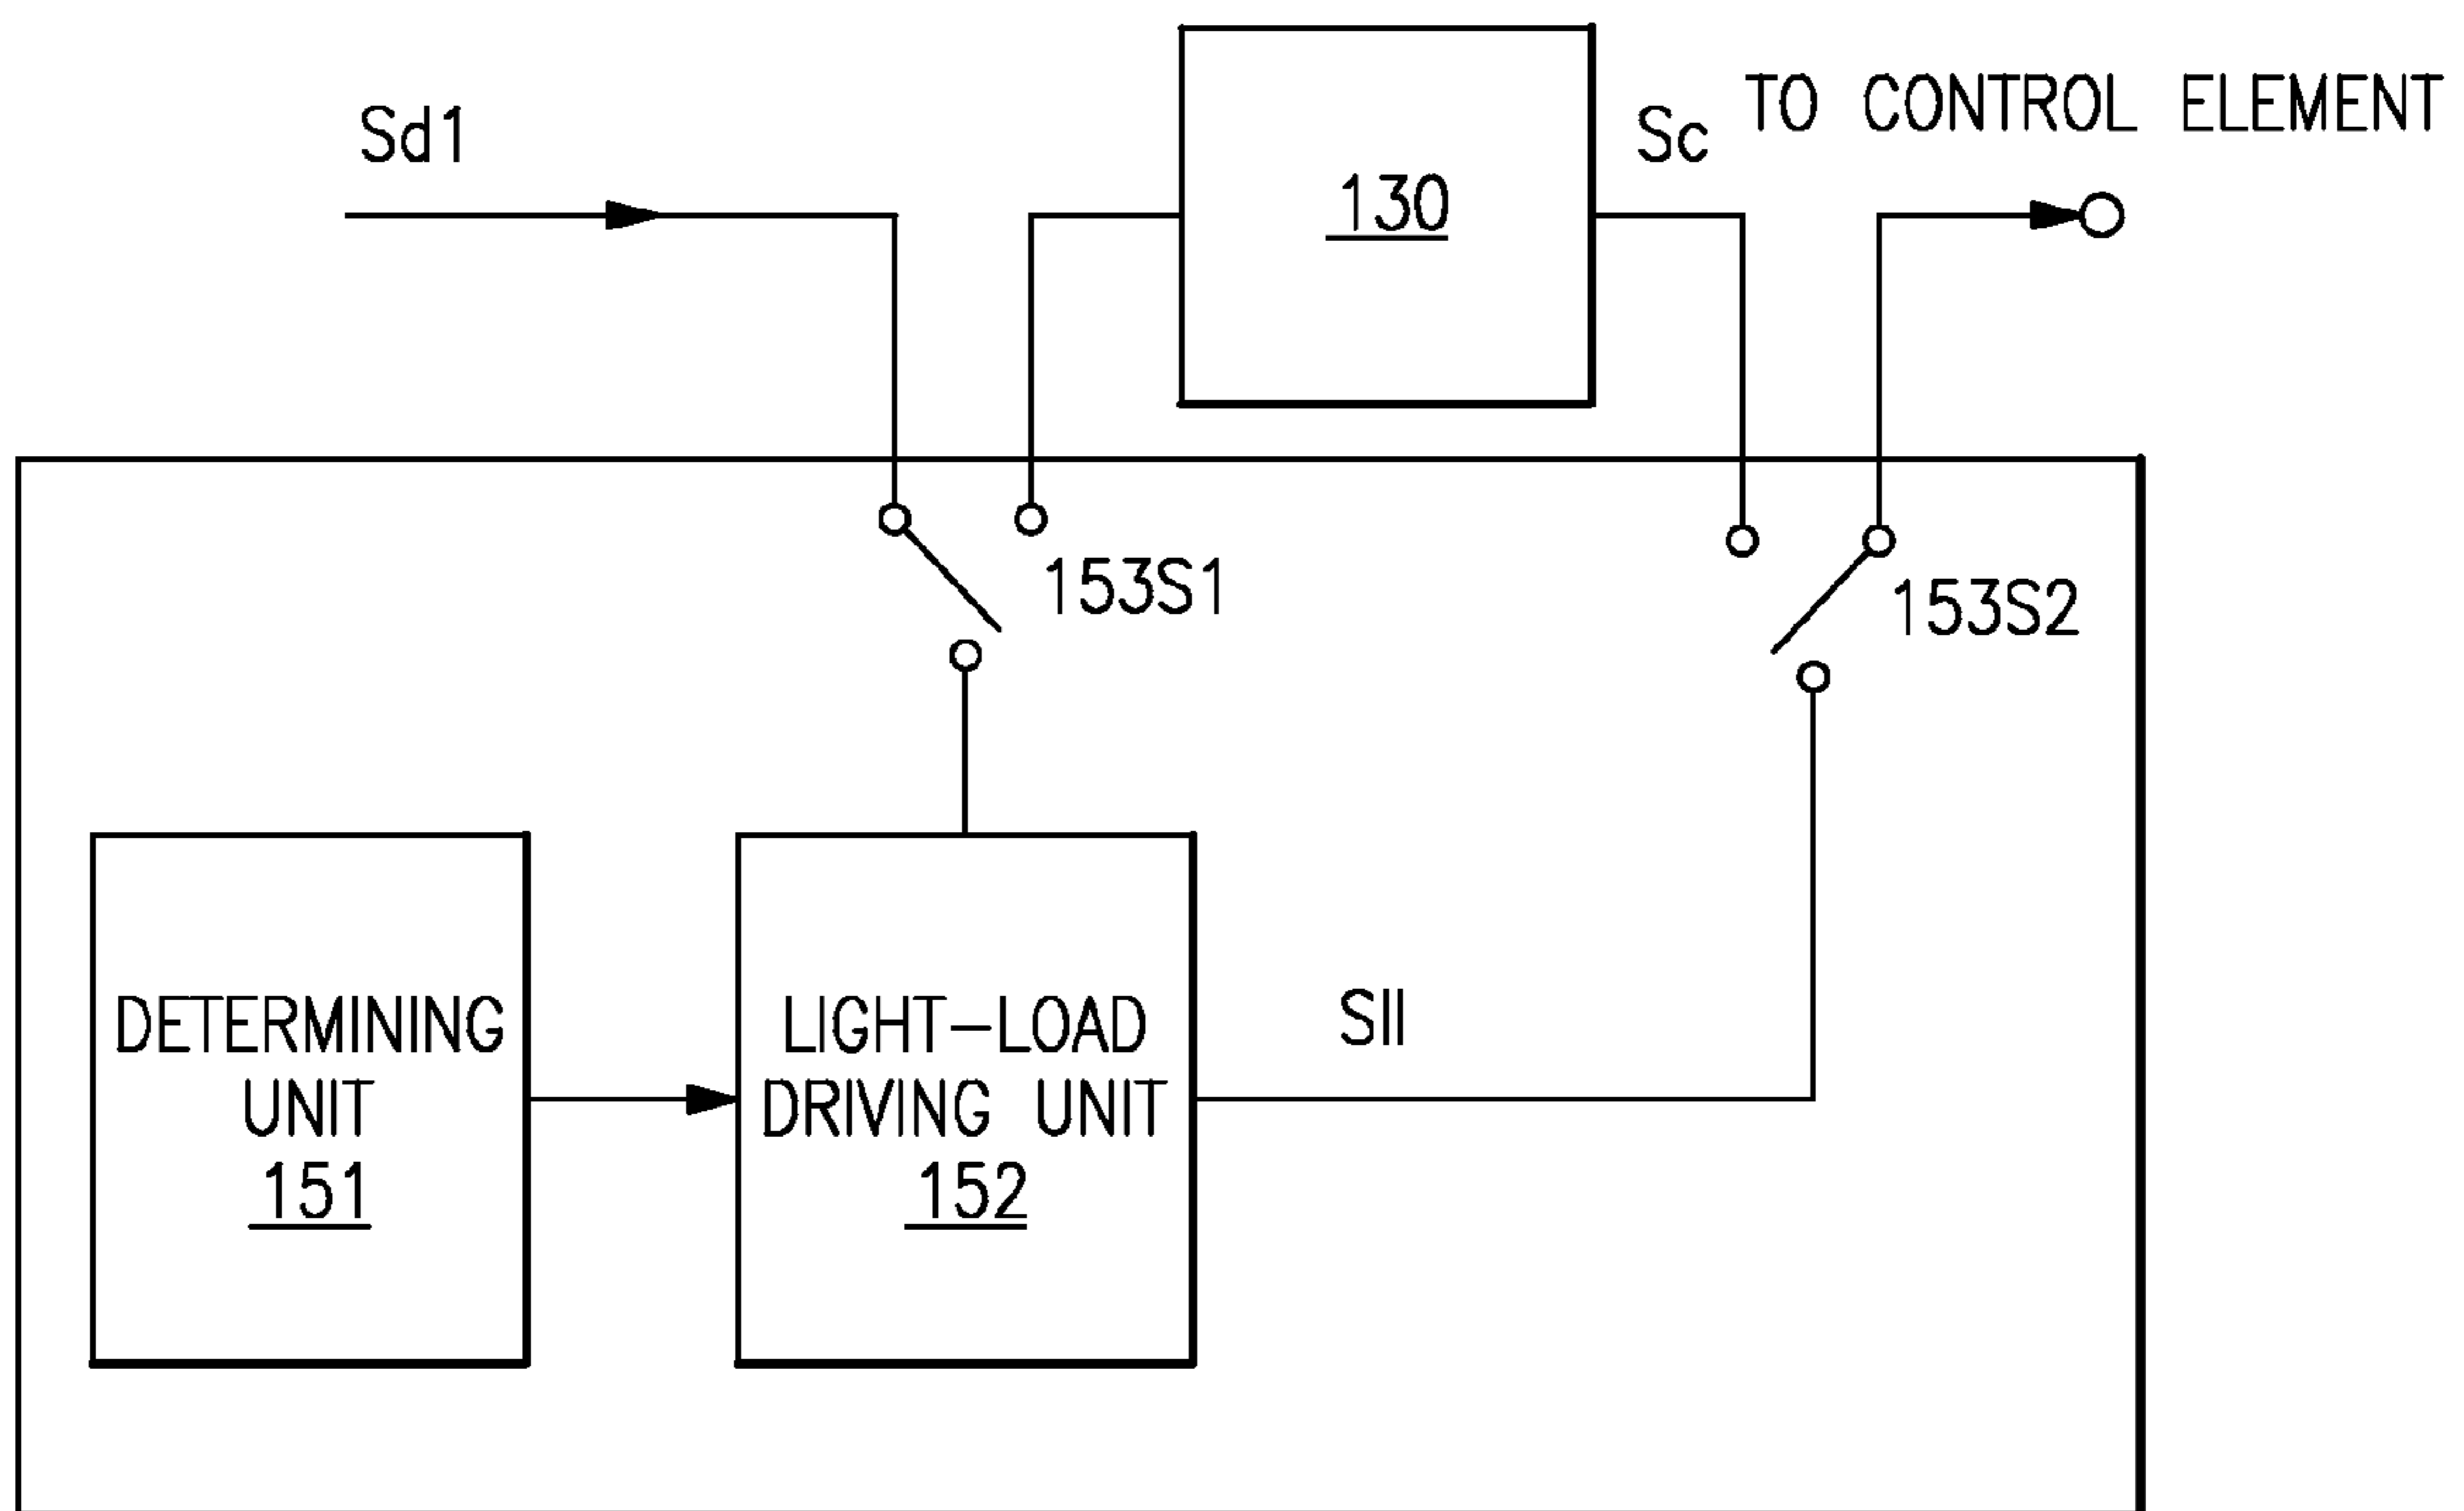 Sd1
130
Sc
TO CONTROL ELEMENT
153S1
153S2
DETERMINING
UNIT
151
LIGHT-LOAD
DRIVING UNIT
152
Sll